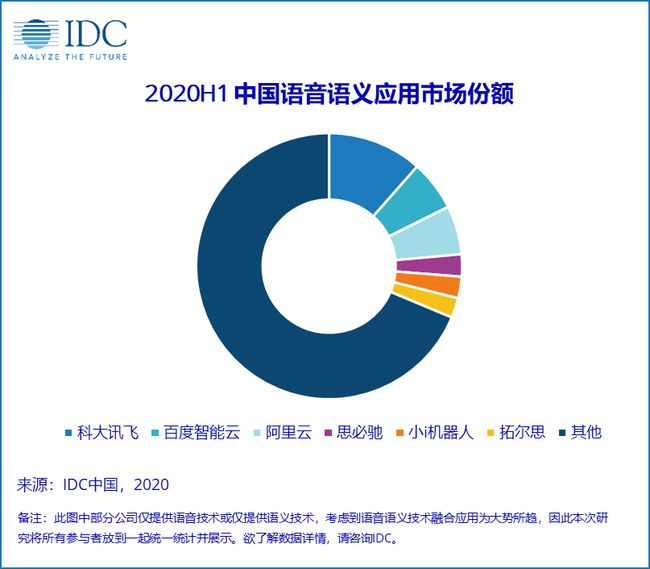 IDC
ANALYZE THE FUTURE
2020H1 中国语音语义应用市场份额
科大讯飞 百度智能云 阿里云 思必驰 小i机器人 拓尔思 其他
来源：IDC中国，2020
备注：此图中部分公司仅提供语音技术或仅提供语义技术，考虑到语音语义技术融合应用为大势所趋，因此本次研
究将所有参与者放到一起统一统计并展示。欲了解数据详情，请咨询IDC。